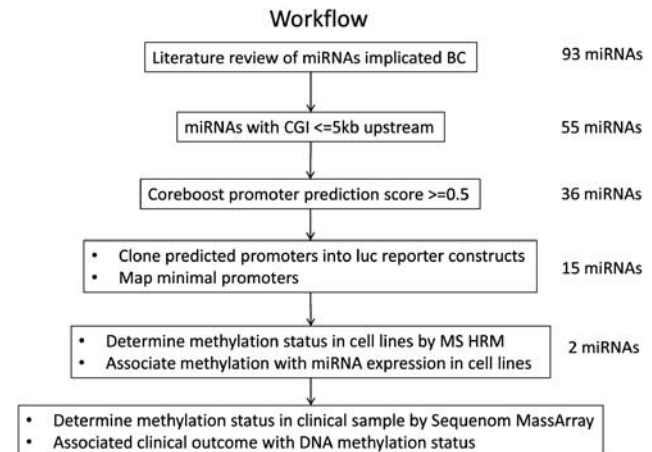 Workflow
Literature review of miRNAs implicated BC
93 miRNAs
miRNAs with CGI <=5kb upstream
55 miRNAs
Coreboost promoter prediction score >=0.5
36 miRNAs
• Clone predicted promoters into luc reporter constructs
• Map minimal promoters
15 miRNAs
• Determine methylation status in cell lines by MS HRM
• Associate methylation with miRNA expression in cell lines
2 miRNAs
• Determine methylation status in clinical sample by Sequenom MassArray
• Associated clinical outcome with DNA methylation status